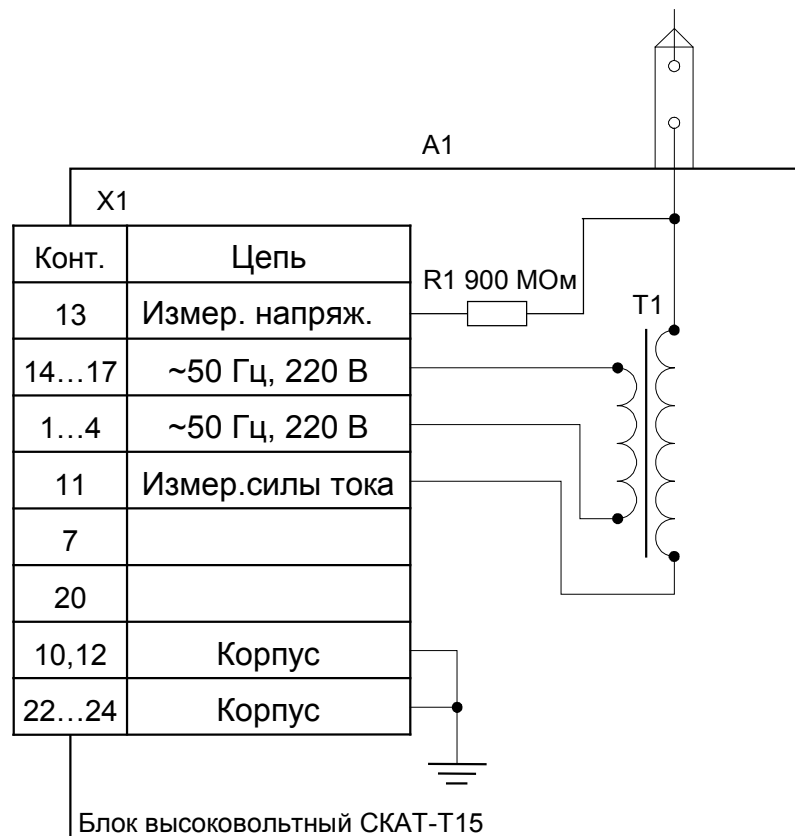 A1
X1
Конт. Цепь
R1 900 МОм
T1
13 Измер. напряж.
14...17 ~50 Гц, 220 В
1...4 ~50 Гц, 220 В
11 Измер.силы тока
7
20
10,12 Корпус
22...24 Корпус
Блок высоковольтный СКАТ-Т15